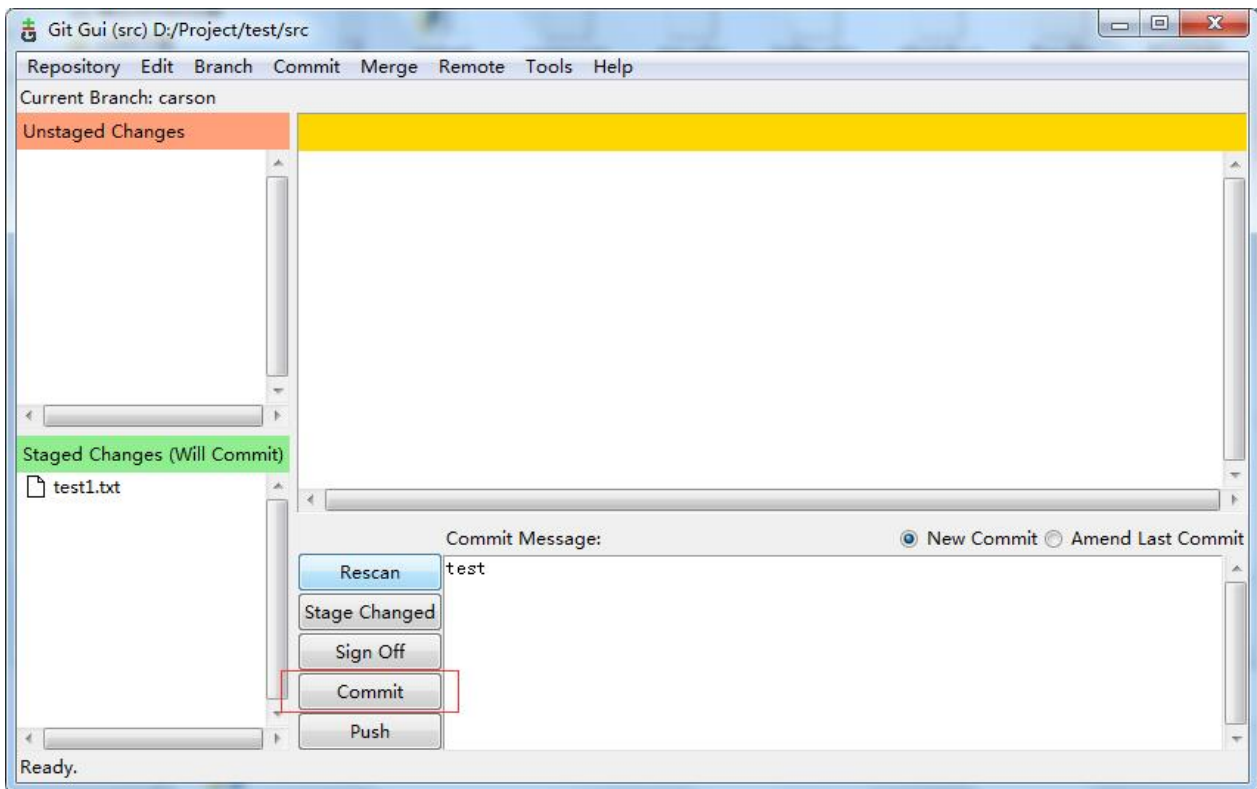 Git Gui (src) D:/Project/test/src
Repository Edit Branch Commit Merge Remote Tools Help
Current Branch: carson
Unstaged Changes
Staged Changes (Will Commit)
test1.txt
Commit Message:
New Commit Amend Last Commit
Rescan
Stage Changed
Sign Off
Commit
Push
test
Ready.